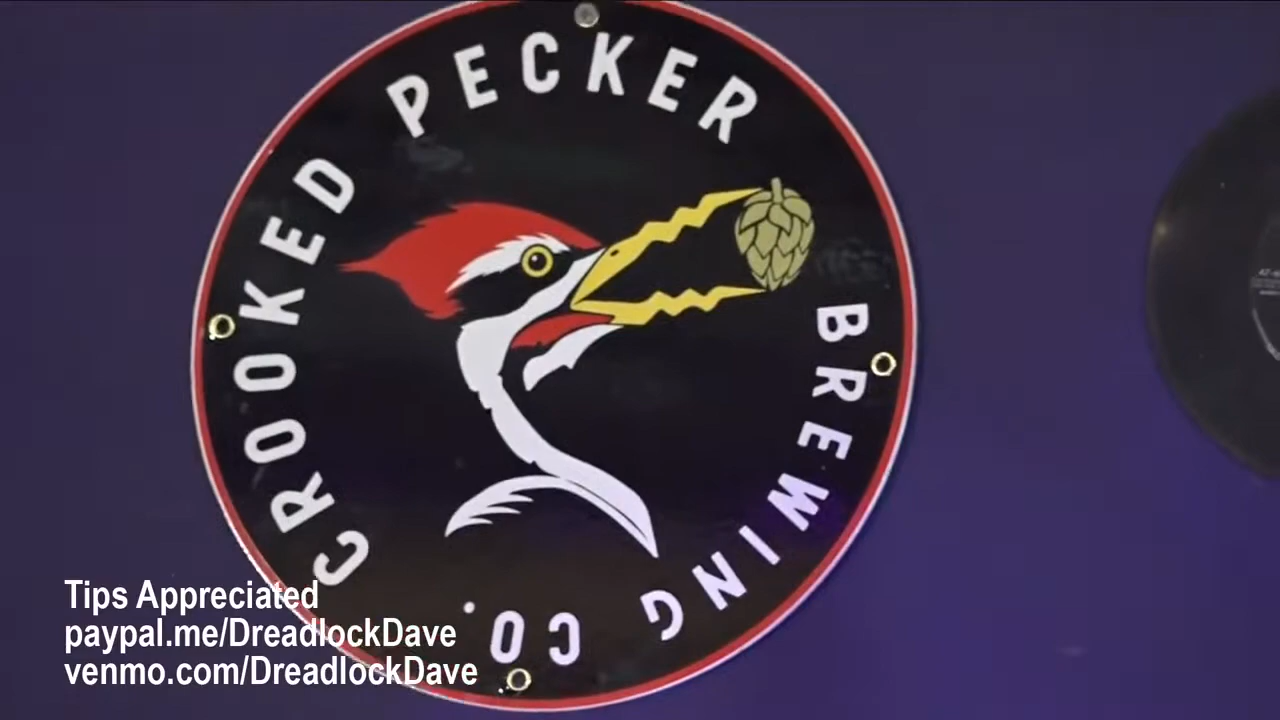 CROOKED PECKER BREWING CO.
Tips Appreciated
paypal.me/DreadlockDave
venmo.com/DreadlockDave